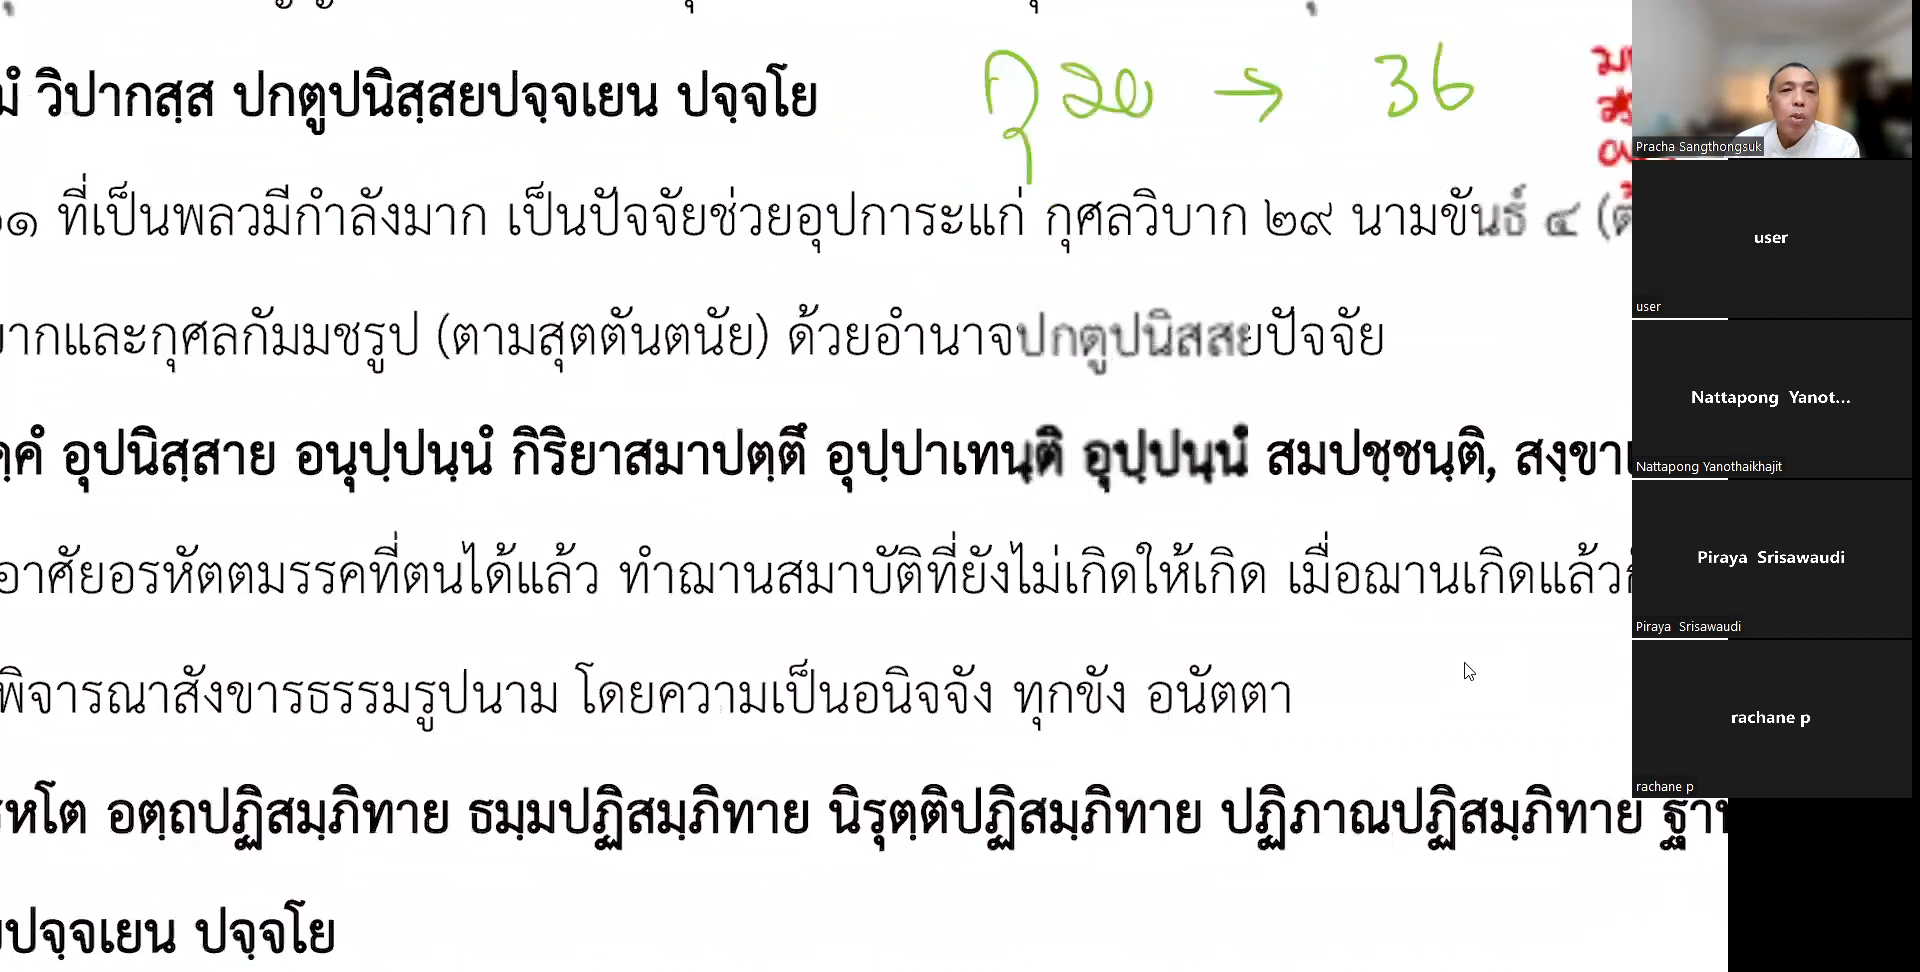 วิปากสฺส ปกตูปนิสฺสยปจฺจเยน ปจฺจโย
36
ที่เป็นพลวมีกำลังมาก เป็นปัจจัยช่วยอุปการะแก่ กุศลวิบาก ๒๙ นามขันธ์ ๔
และกุศลกัมมชรูป (ตามสุตตันตนัย) ด้วยอำนาจปกตูปนิสสยปัจจัย
อุปนิสฺสาย อนุปฺปนฺนํ กิริยาสมาปตฺตึ อุปฺปาเทนฺติ อุปฺปนฺนํ สมปชฺชนฺติ,
อาศัยอรหัตตมรรคที่ตนได้แล้ว ทำฌานสมาบัติที่ยังไม่เกิดให้เกิด เมื่อฌานเกิดแล้ว
พิจารณาสังขารธรรมรูปนาม โดยความเป็นอนิจจัง ทุกขัง อนัตตา
อตฺถปฏิสมฺภิทาย ธมฺมปฏิสมฺภิทาย นิรุตฺติปฏิสมฺภิทาย ปฏิภาณปฏิสมฺภิทาย
ปจฺจเยน ปจฺจโย
Pracha Sangthongsuk
user
user
Nattapong Yanot...
Nattapong Yanothaikhajit
Piraya Srisawaudi
Piraya Srisawaudi
rachane p
rachane p